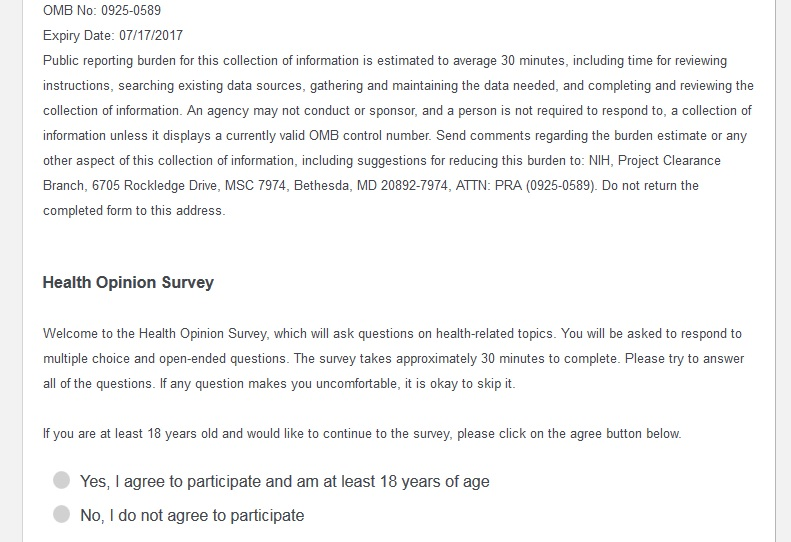 OMB No: 0925-0589
Expiry Date: 07/17/2017
Public reporting burden for this collection of information is estimated to average 30 minutes, including time for reviewing
instructions, searching existing data sources, gathering and maintaining the data needed, and completing and reviewing the
collection of information. An agency may not conduct or sponsor, and a person is not required to respond to, a collection of
information unless it displays a currently valid OMB control number. Send comments regarding the burden estimate or any
other aspect of this collection of information, including suggestions for reducing this burden to: NIH, Project Clearance
Branch, 6705 Rockledge Drive, MSC 7974, Bethesda, MD 20892-7974, ATTN: PRA (0925-0589). Do not return the
completed form to this address.
Health Opinion Survey
Welcome to the Health Opinion Survey, which will ask questions on health-related topics. You will be asked to respond to
multiple choice and open-ended questions. The survey takes approximately 30 minutes to complete. Please try to answer
all of the questions. If any question makes you uncomfortable, it is okay to skip it.
If you are at least 18 years old and would like to continue to the survey, please click on the agree button below.
Yes, I agree to participate and am at least 18 years of age
No, I do not agree to participate